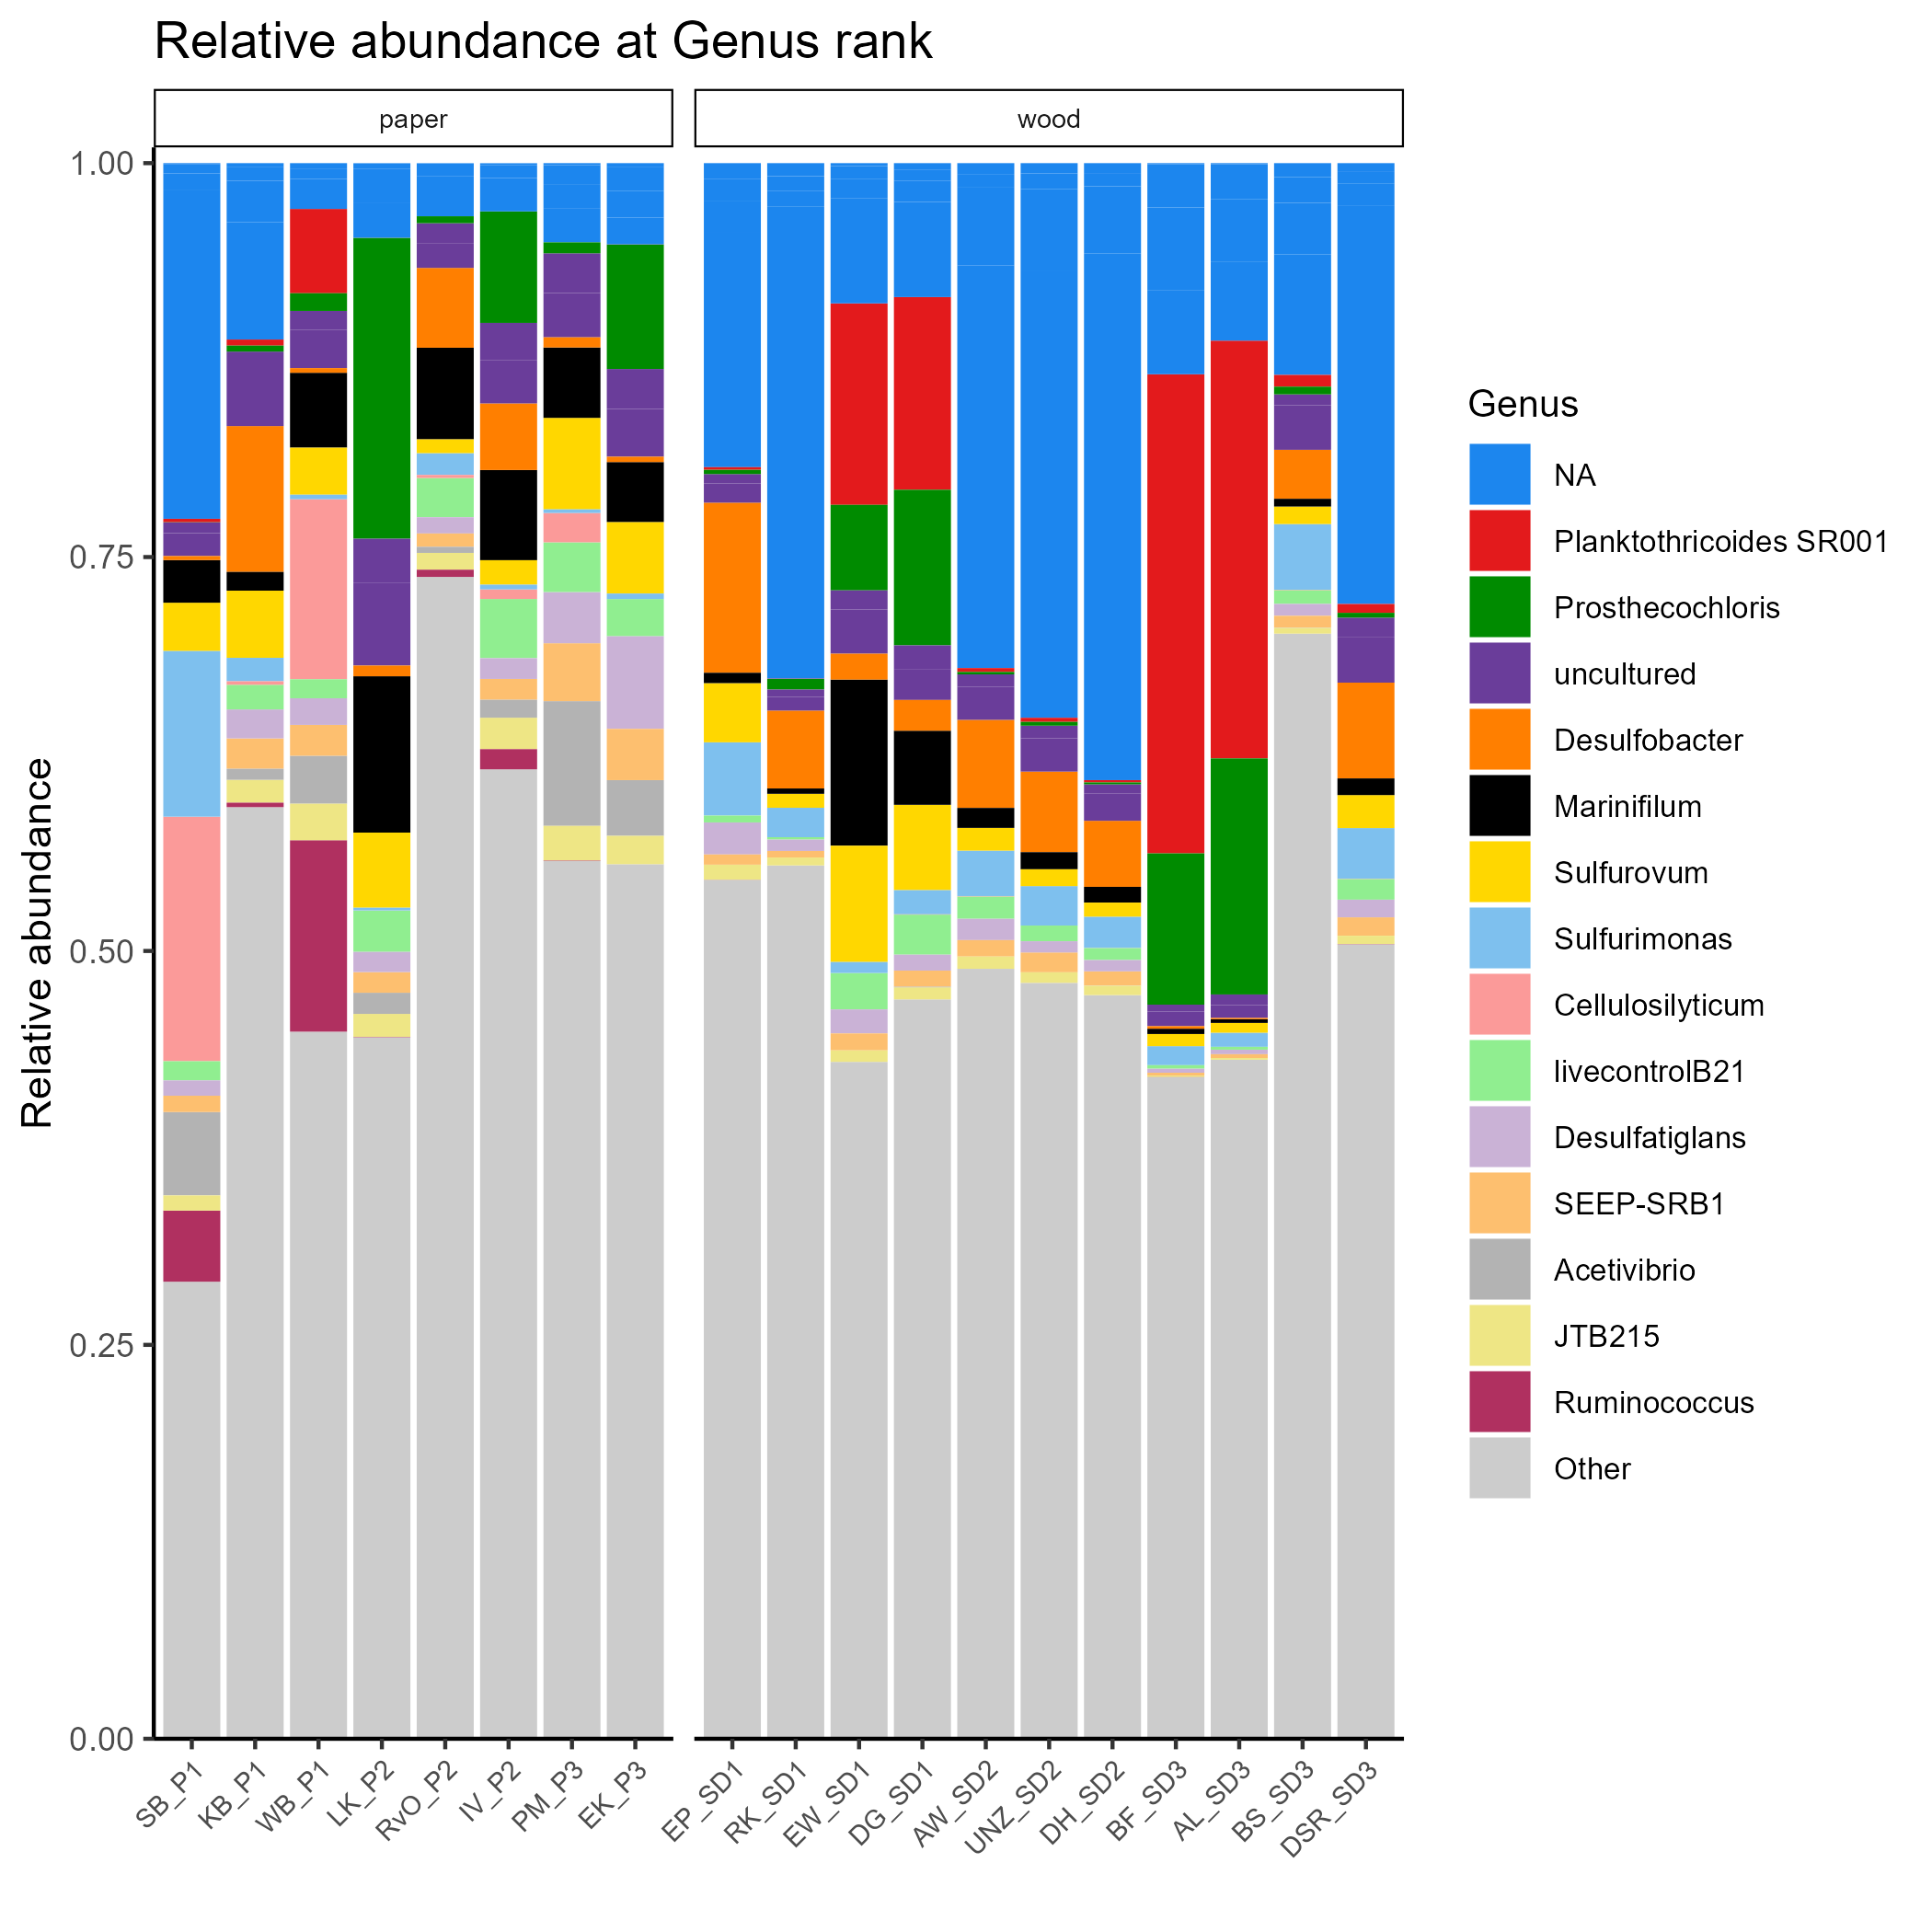 Relative abundance at Genus rank
paper
wood
Relative abundance
1.00
0.75
0.50
0.25
0.00
SB_P1
KB_P1
WB_P1
LK_P2
RvO_P2
IV_P2
PM_P3
EK_P3
EP_SD1
RK_SD1
EW_SD1
DG_SD1
AW_SD2
UNZ_SD2
DH_SD2
BF_SD3
AL_SD3
BS_SD3
DSR_SD3
Genus
NA
Planktothricoides SR001
Prosthecochloris
uncultured
Desulfobacter
Marinifilum
Sulfurovum
Sulfurimonas
Cellulosilyticum
livecontrolB21
Desulfatiglans
SEEP-SRB1
Acetivibrio
JTB215
Ruminococcus
Other